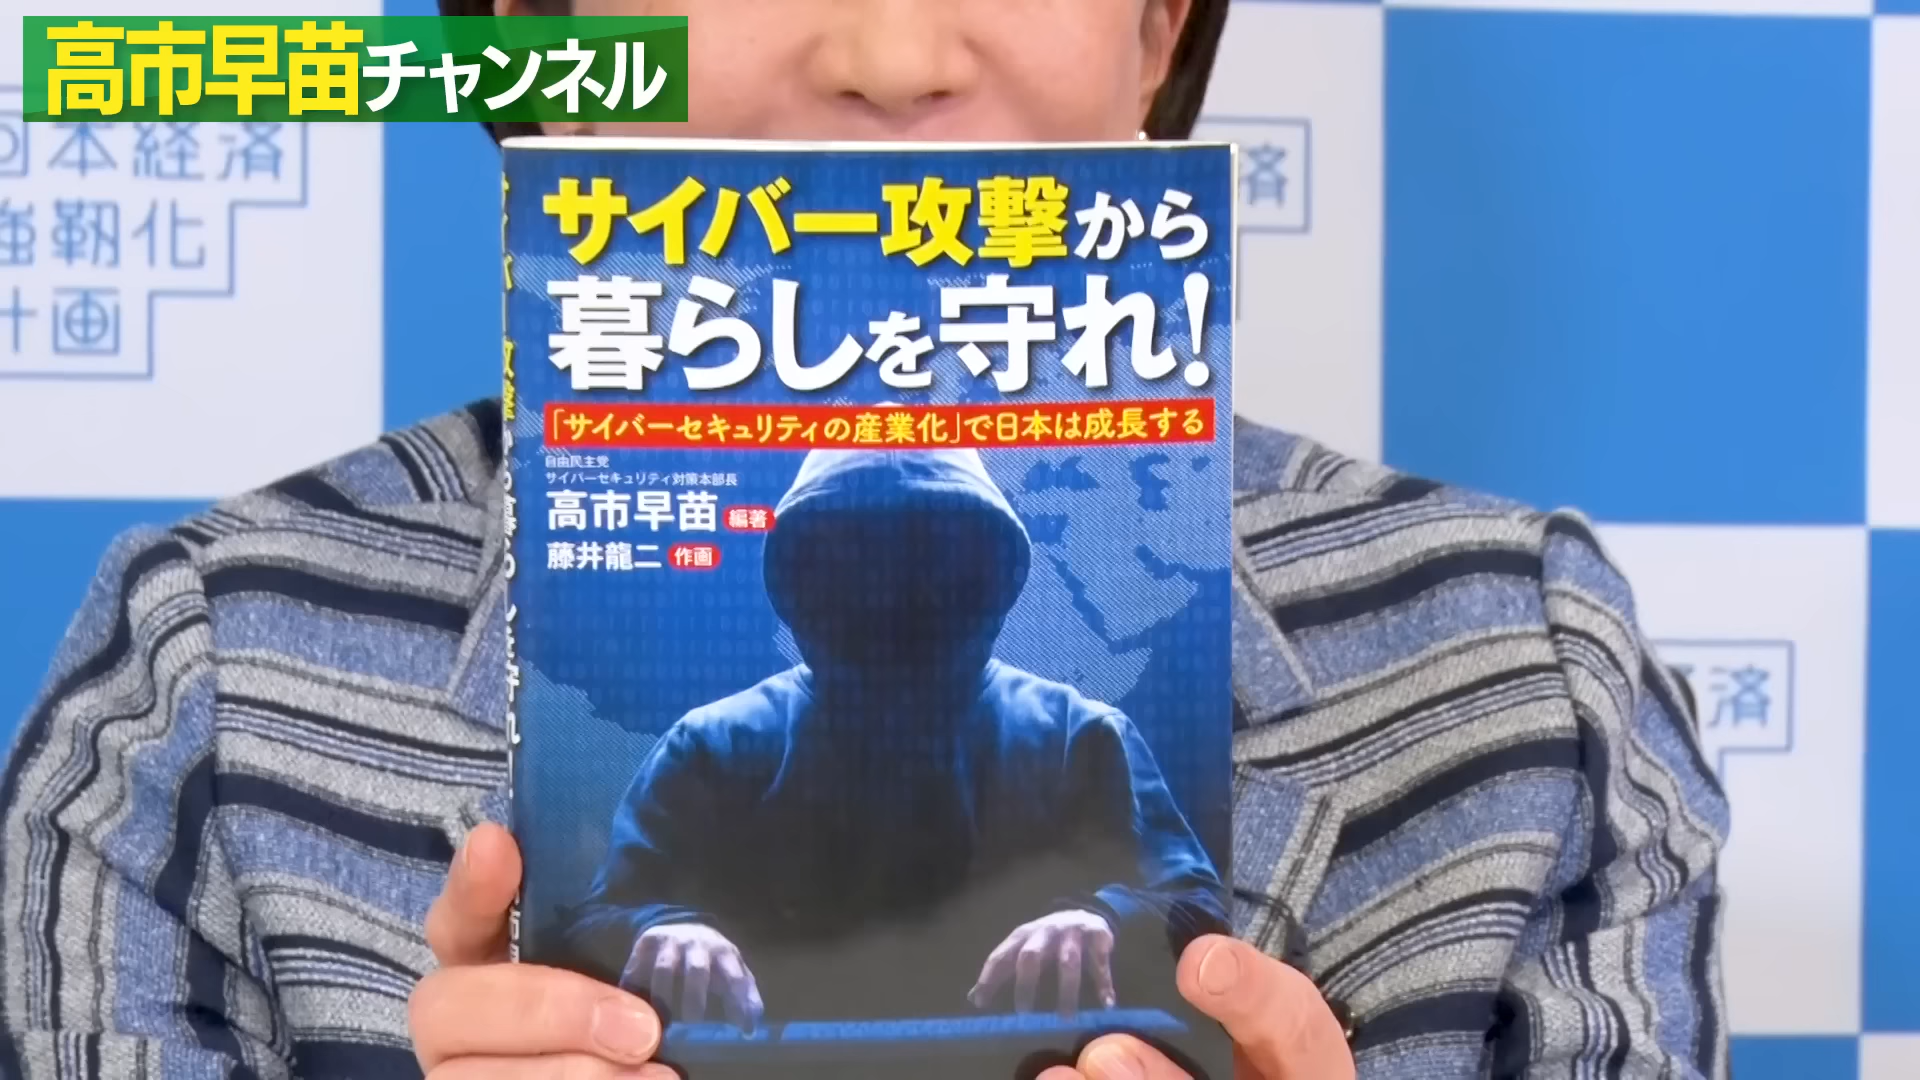 高市早苗チャンネル
日本経済
強靭化
計画
済
サイバー攻撃から
暮らしを守れ!
「サイバーセキュリティの産業化」で日本は成長する
自由民主党
サイバーセキュリティ対策本部長
高市早苗 編著
藤井龍二 作画
経済